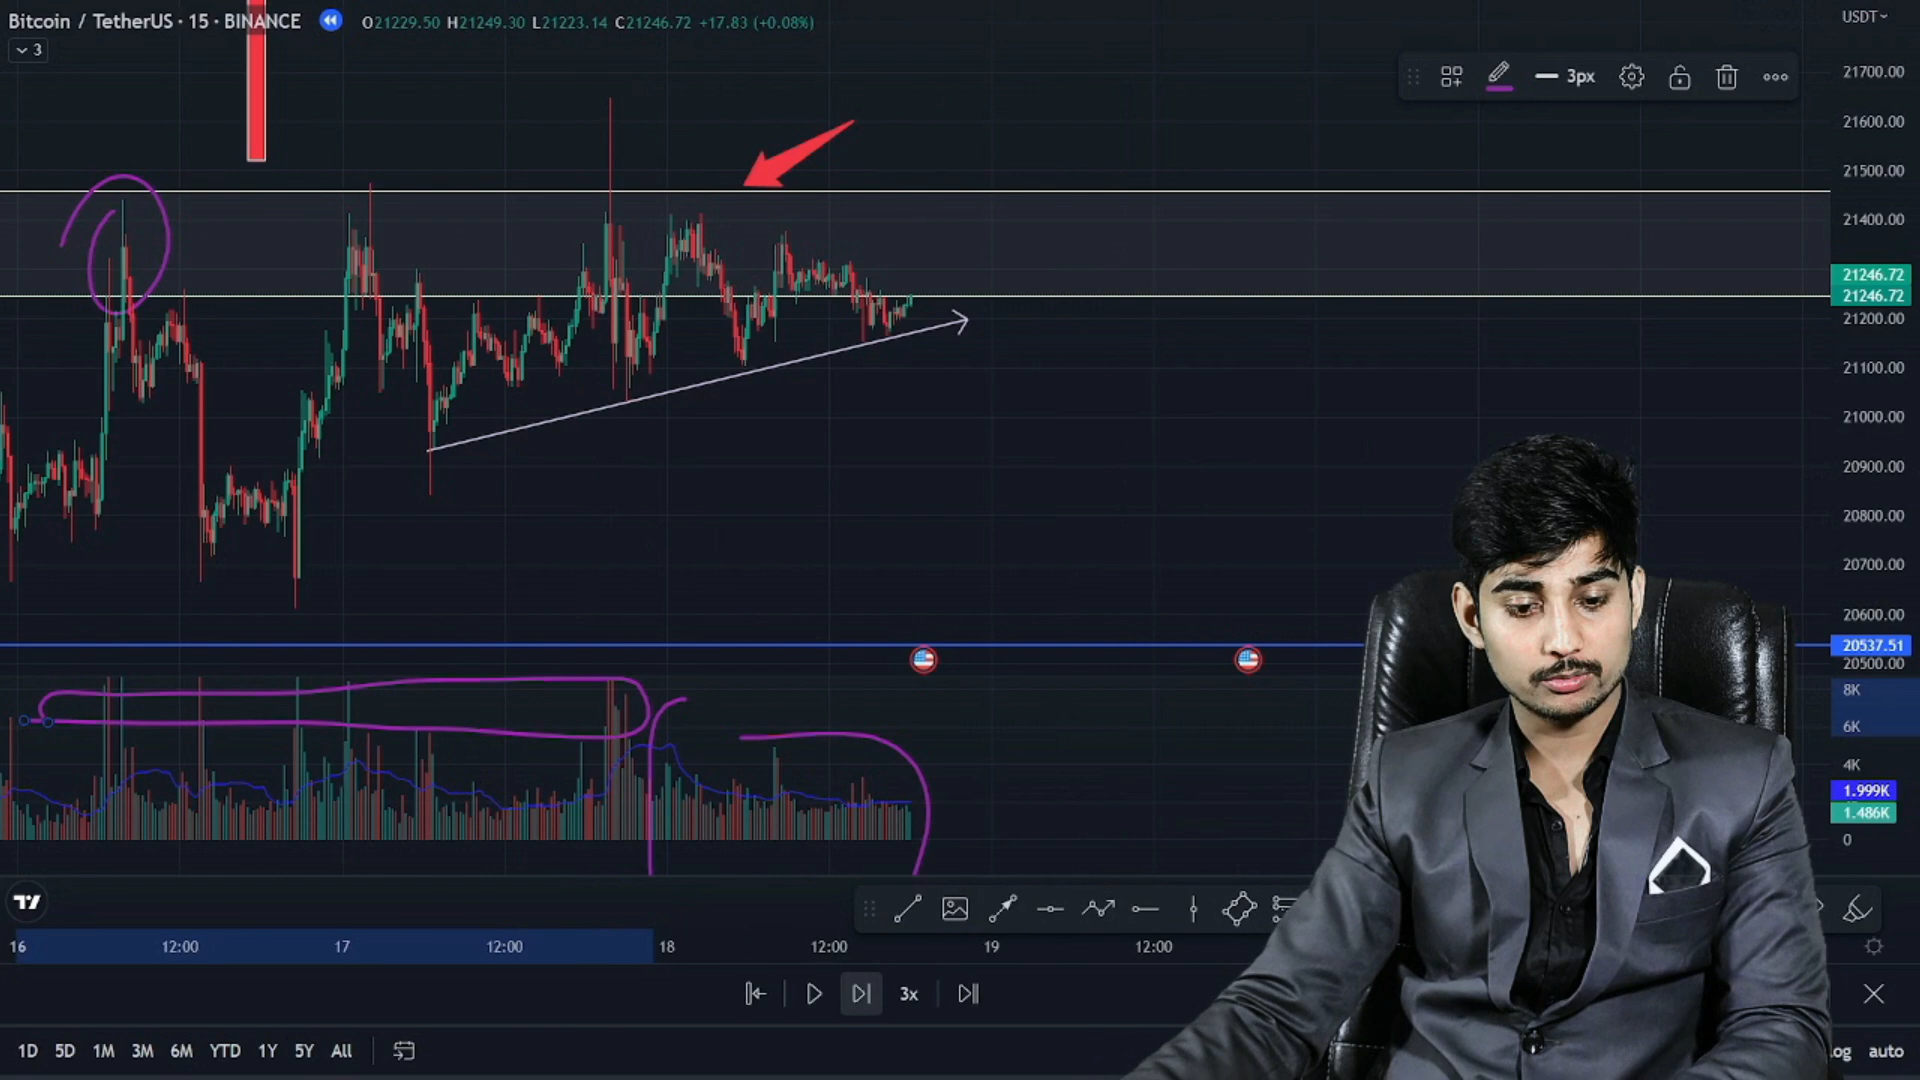 Bitcoin / TetherUS · 15 · BINANCE O21229.50 H21249.30 L21223.14 C21246.72 +17.83 (+0.08%) USDT
3
3px
21700.00
21600.00
21500.00
21400.00
21246.72
21246.72
21200.00
21100.00
21000.00
20900.00
20800.00
20700.00
20600.00
20537.51
20500.00
8K
6K
4K
1.999K
1.486K
0
16 12:00 17 12:00 18 12:00 19 12:00
3x
1D 5D 1M 3M 6M YTD 1Y 5Y All auto